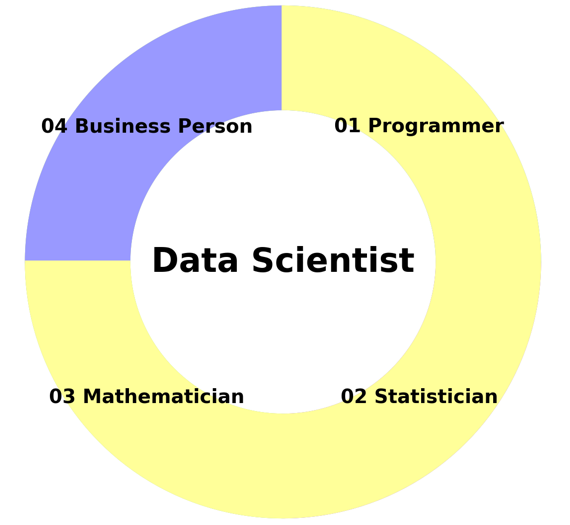 04 Business Person
01 Programmer
Data Scientist
03 Mathematician
02 Statistician